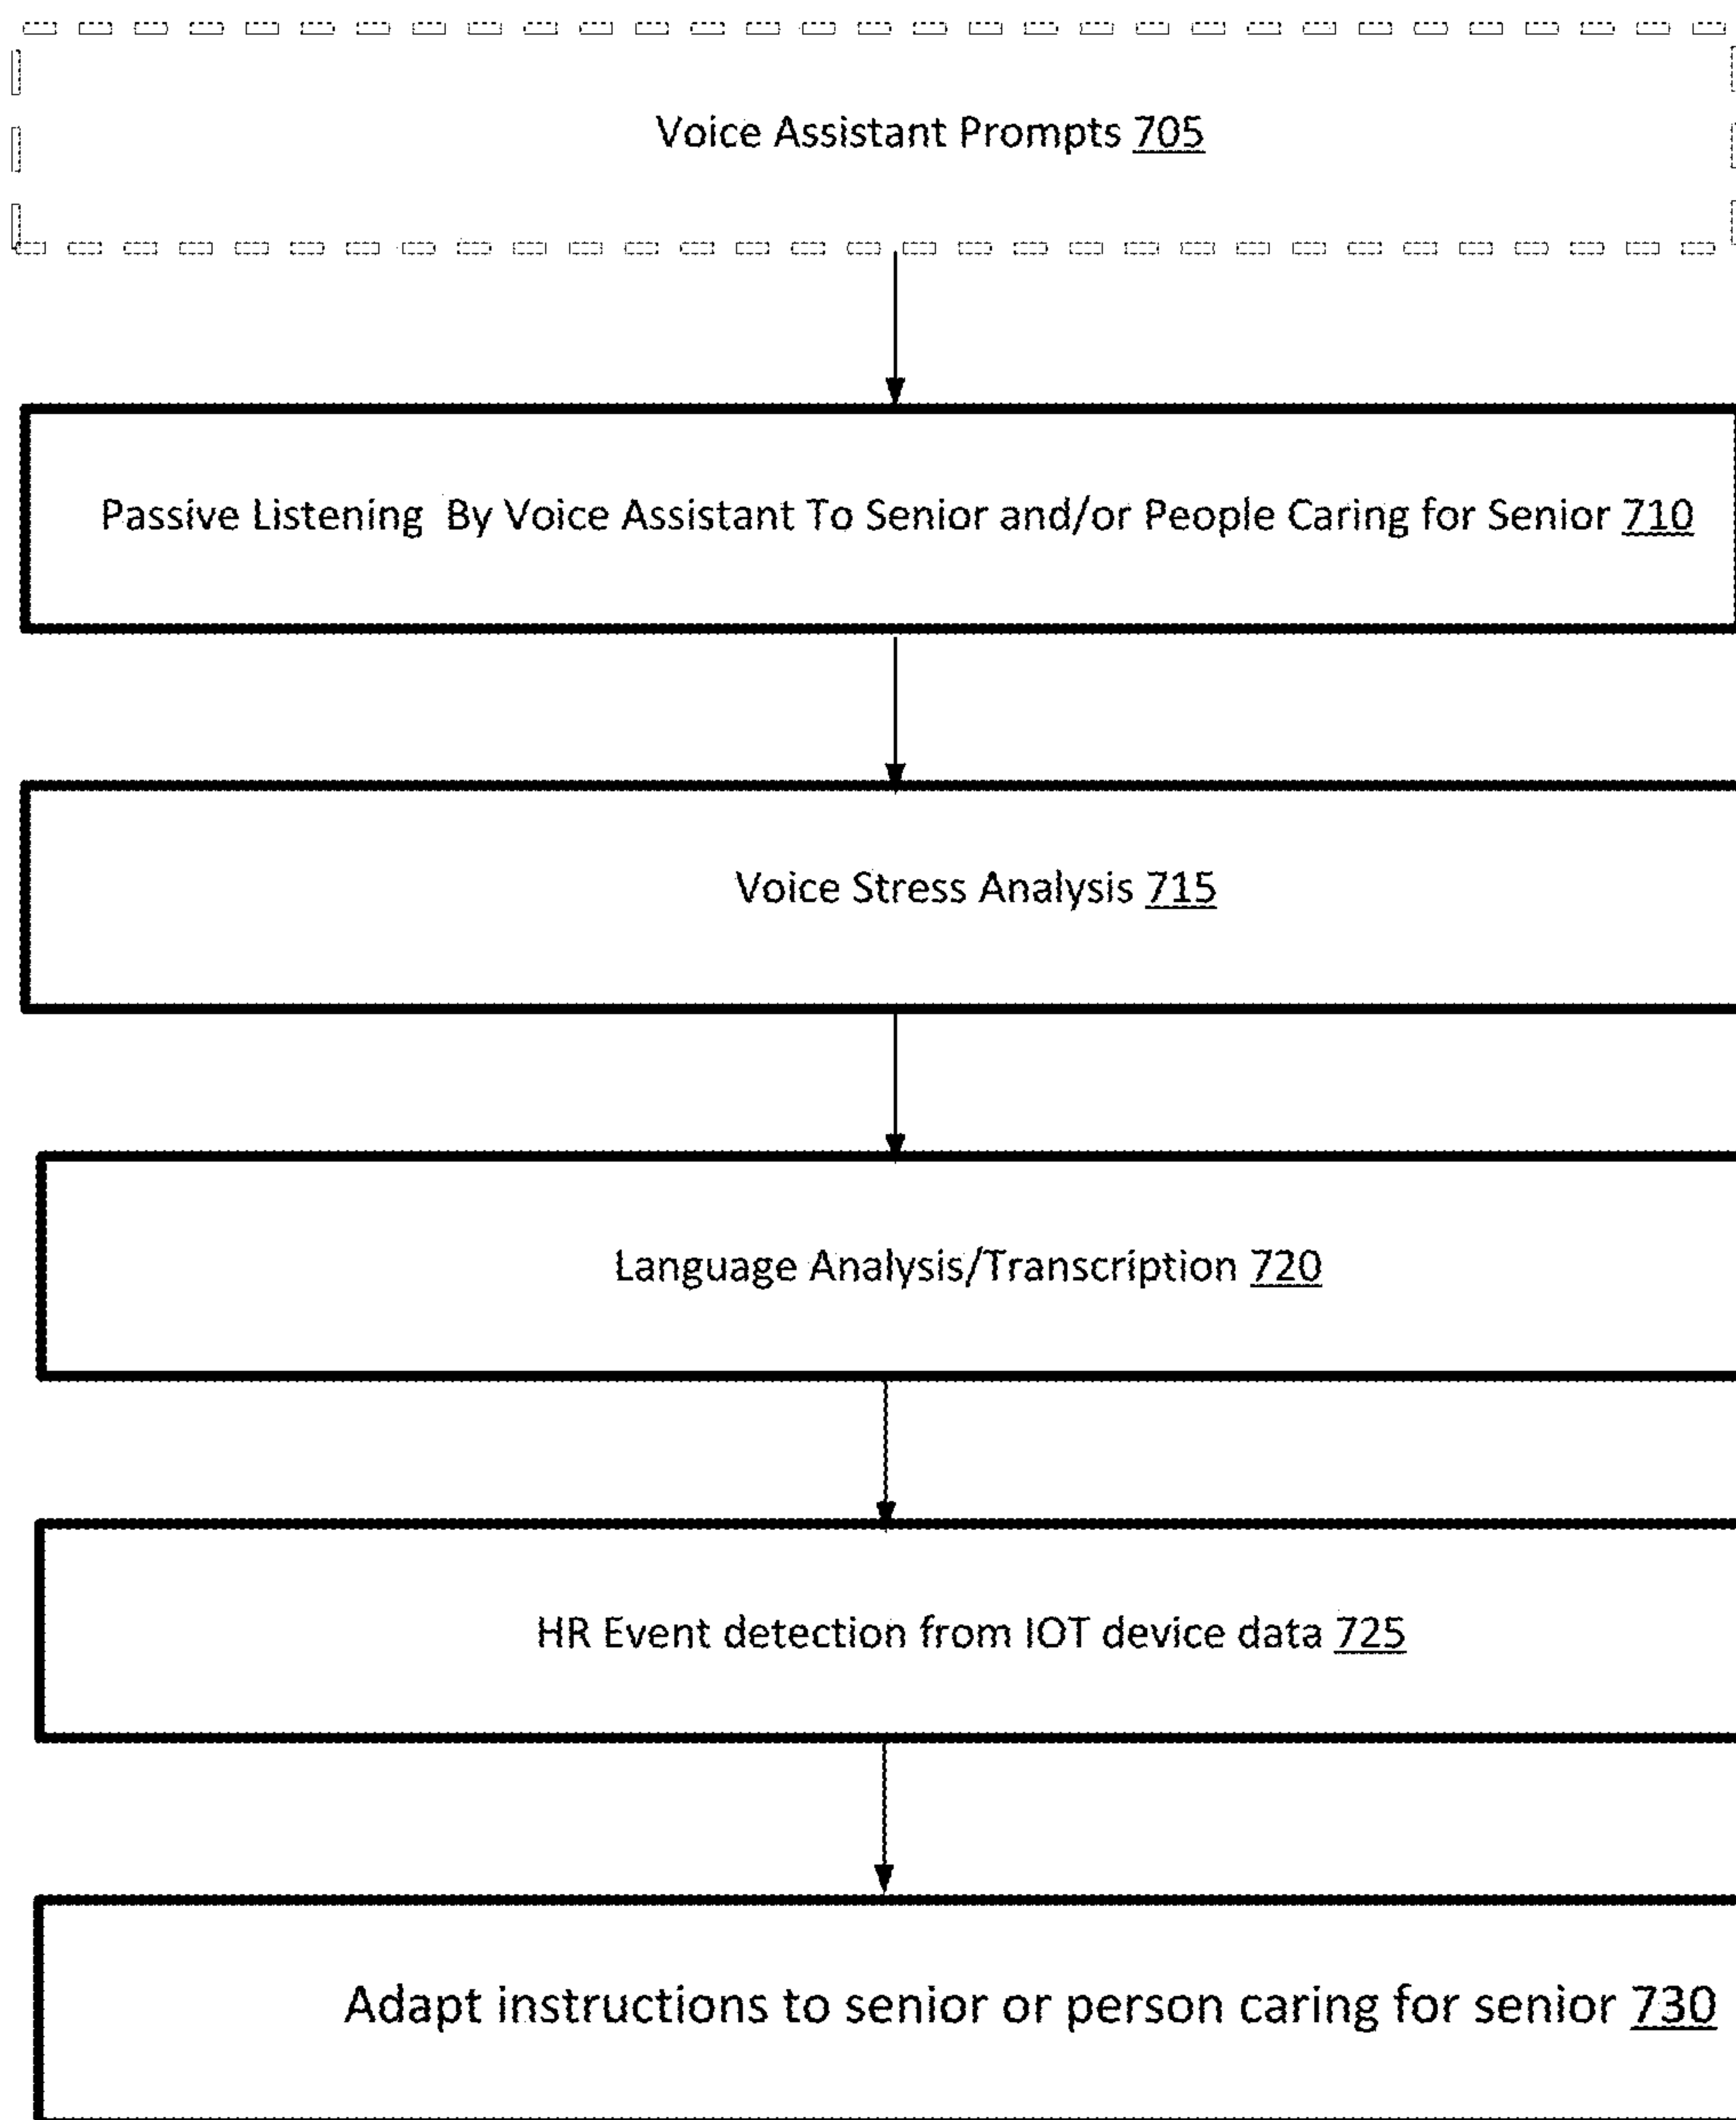 Voice Assistant Prompts 705
Passive Listening By Voice Assistant To Senior and/or People Caring for Senior 710
Voice Stress Analysis 715
Language Analysis/Transcription 720
HR Event detection from IOT device data 725
Adapt instructions to senior or person caring for senior 730